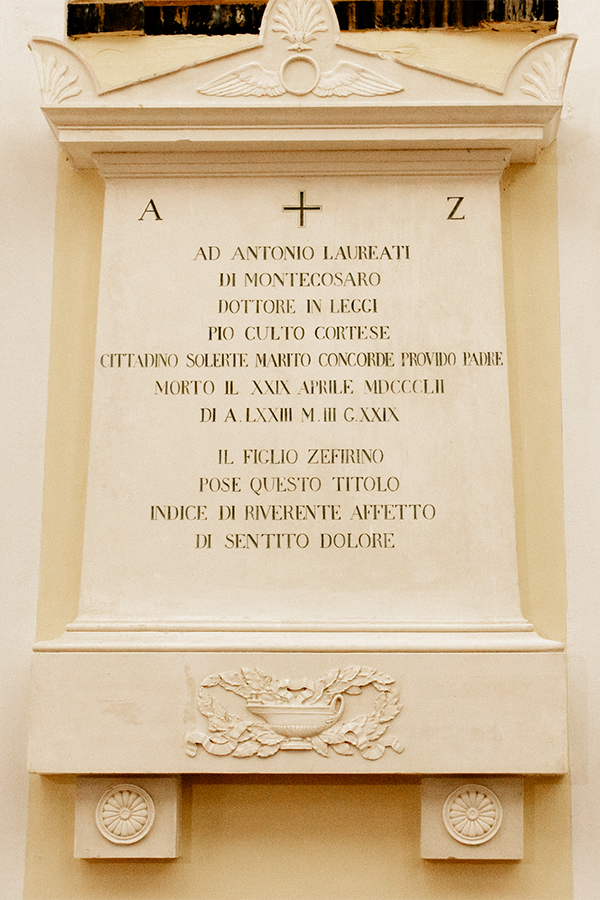 A + Z
AD ANTONIO LAUREATI
DI MONTECOSARO
DOTTORE IN LEGGI
PIO CULTO CORTESE
CITTADINO SOLERTE MARITO CONCORDE PROVIDO PADRE
MORTO IL XXIX APRILE MDCCCLII
DI A. LXXIII M. III G. XXIX
IL FIGLIO ZEFIRINO
POSE QUESTO TITOLO
INDICE DI RIVERENTE AFFETTO
DI SENTITO DOLORE